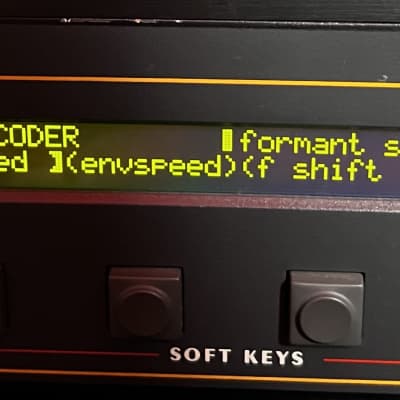 CODER formant s
ed ](envspeed)(f shift
SOFT KEYS